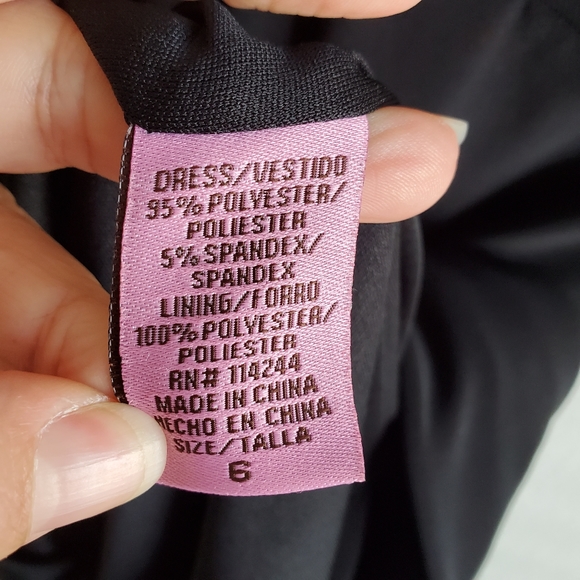 DRESS/VESTIDO
95% POLYESTER/
POLIESTER
5% SPANDEX/
SPANDEX
LINING/FORRO
100% POLYESTER/
POLIESTER
RN# 114244
MADE IN CHINA
HECHO EN CHINA
SIZE/TALLA
6